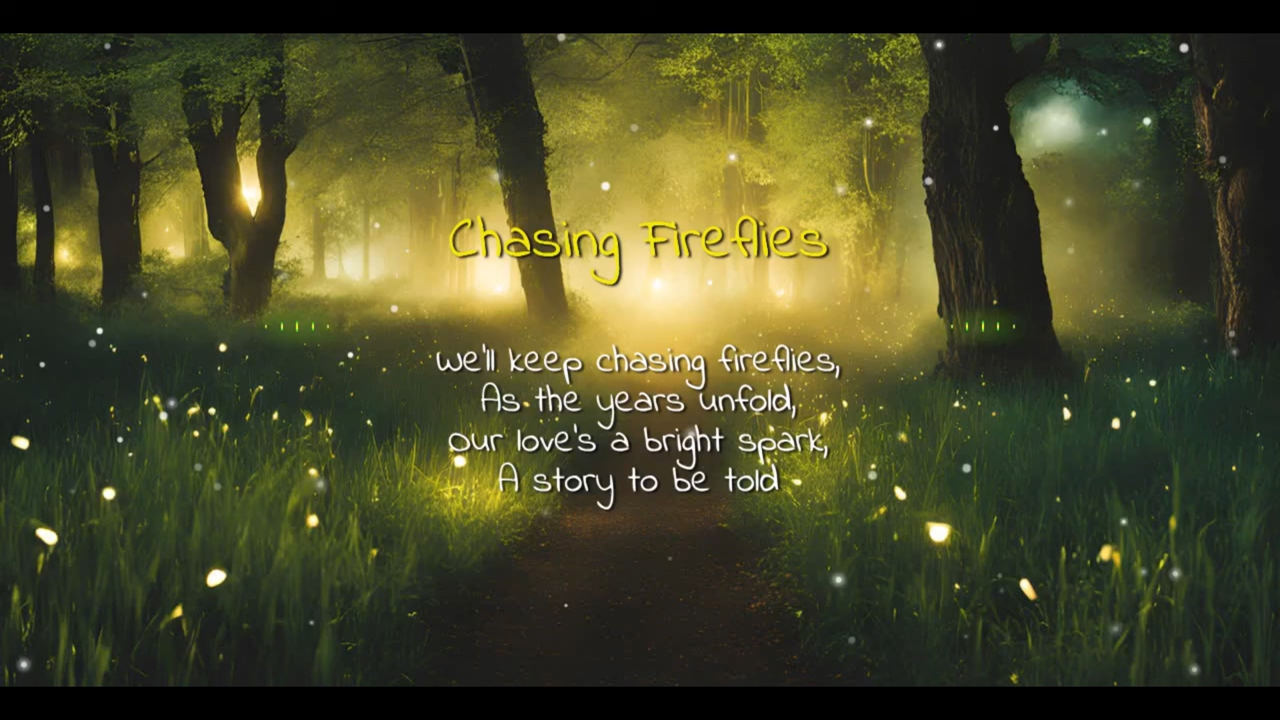 Chasing Fireflies
We'll keep chasing fireflies,
As the years unfold,
Our love's a bright spark,
A story to be told